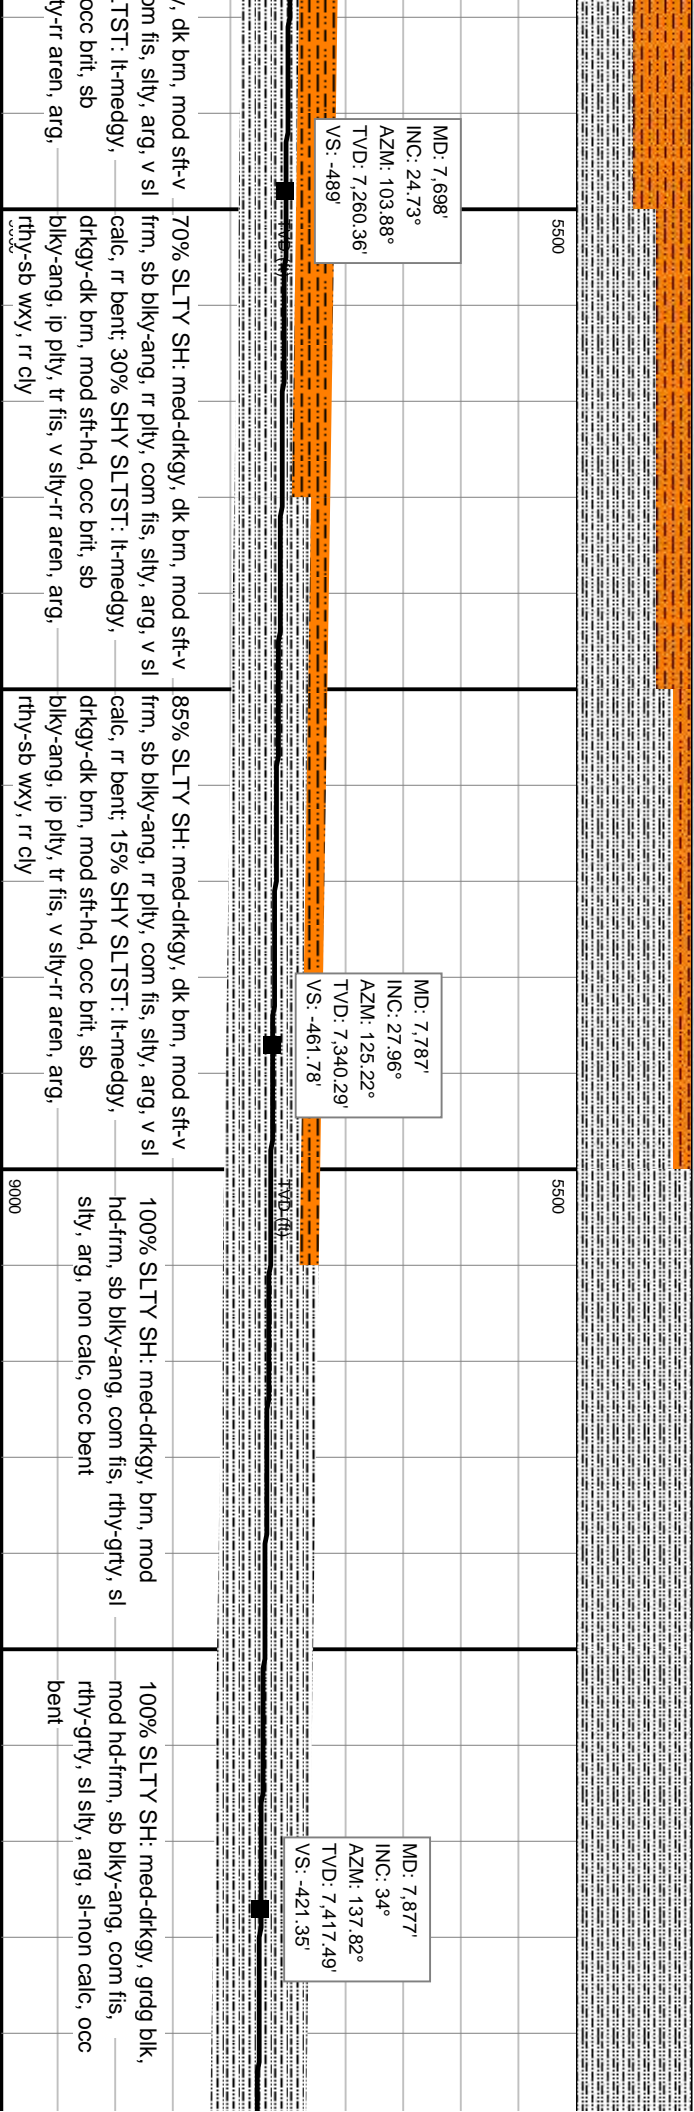 5500
MD: 7,698'
INC: 24.73°
AZM: 103.88°
TVD: 7,260.36'
VS: -489'
, dk brn, mod sft-v
om fis, slty, arg, v sl
LTST: lt-medgy,
occ brit, sb
ty-rr aren, arg,
70% SLTY SH: med-drkgy, dk brn, mod sft-v
frm, sb blky-ang, rr plty, com fis, slty, arg, v sl
calc, rr bent; 30% SHY SLTST: lt-medgy,
drkgy-dk brn, mod sft-hd, occ brit, sb
blky-ang, ip plty, tr fis, v slty-rr aren, arg,
rthy-sb wxy, rr cly
85% SLTY SH: med-drkgy, dk brn, mod sft-v
frm, sb blky-ang, rr plty, com fis, slty, arg, v sl
calc, rr bent; 15% SHY SLTST: lt-medgy,
drkgy-dk brn, mod sft-hd, occ brit, sb
blky-ang, ip plty, tr fis, v slty-rr aren, arg,
rthy-sb wxy, rr cly
MD: 7,787'
INC: 27.96°
AZM: 125.22°
TVD: 7,340.29'
VS: -461.78'
5500
TVD (ft)
9000
100% SLTY SH: med-drkgy, brn, mod
hd-frm, sb blky-ang, com fis, rthy-grty, sl
slty, arg, non calc, occ bent
MD: 7,877'
INC: 34°
AZM: 137.82°
TVD: 7,417.49'
VS: -421.35'
100% SLTY SH: med-drkgy, grdg blk,
mod hd-frm, sb blky-ang, com fis,
rthy-grty, sl slty, arg, sl-non calc, occ
bent